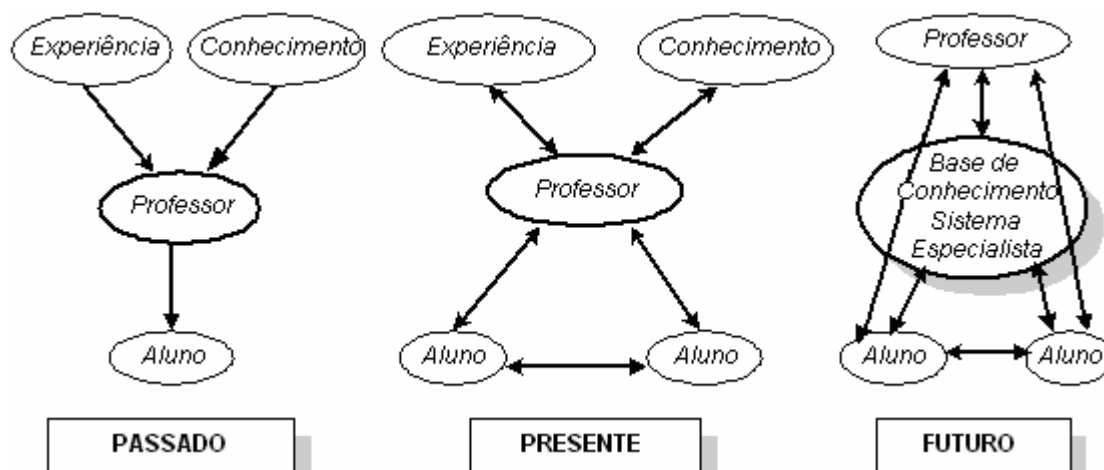 Experiência
Conhecimento
Professor
Aluno
PASSADO
Experiência
Conhecimento
Professor
Aluno
Aluno
PRESENTE
Professor
Base de
Conhecimento
Sistema
Especialista
Aluno
Aluno
FUTURO